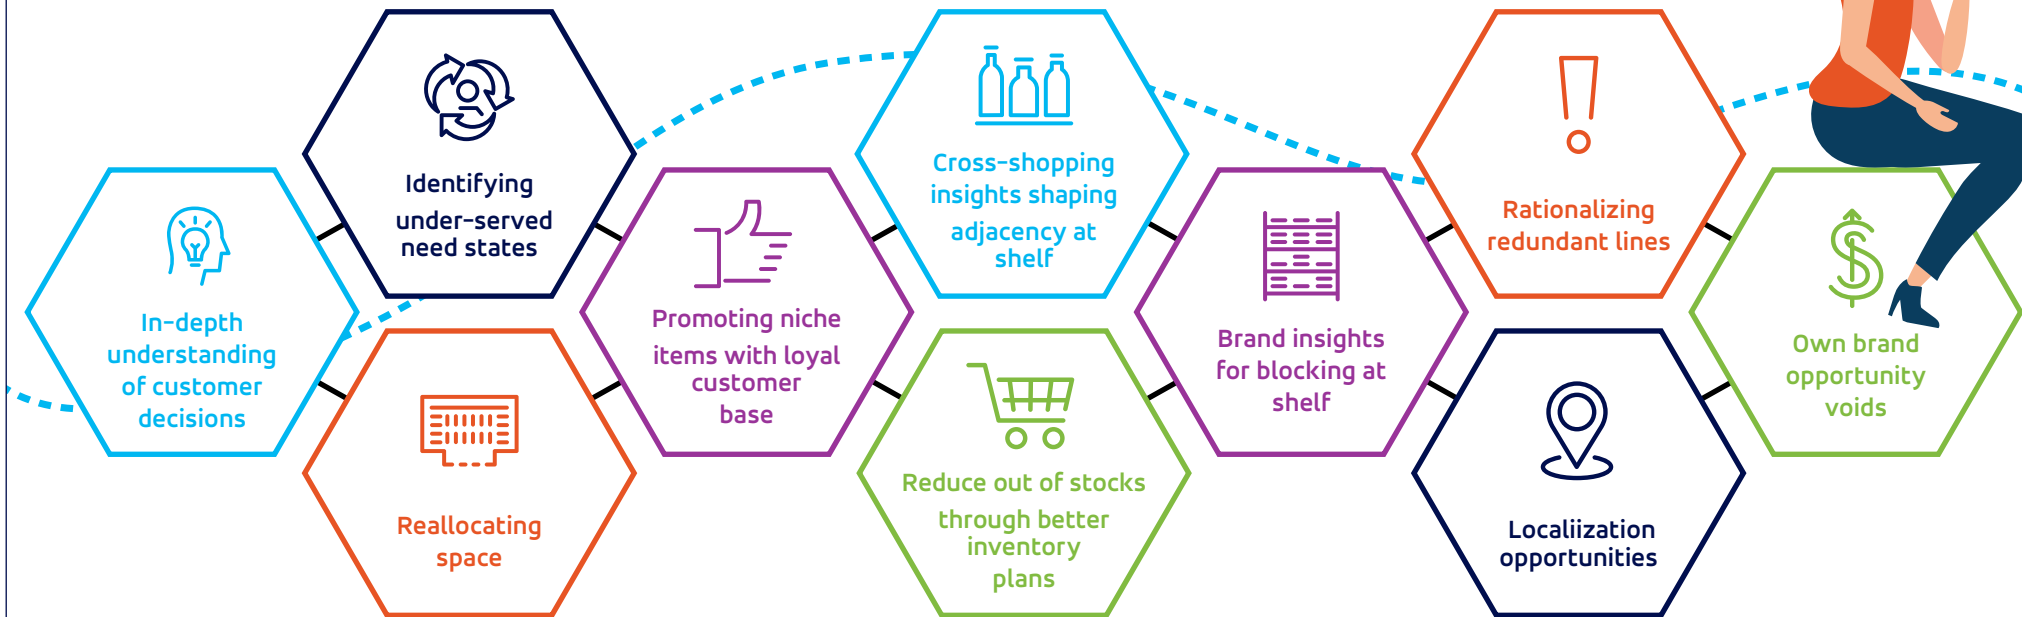 In-depth
understanding
of customer
decisions
Identifying
under-served
need states
Reallocating
space
Promoting niche
items with loyal
customer
base
Cross-shopping
insights shaping
adjacency at
shelf
Reduce out of stocks
through better
inventory
plans
Brand insights
for blocking at
shelf
Rationalizing
redundant lines
Localiization
opportunities
Own brand
opportunity
voids